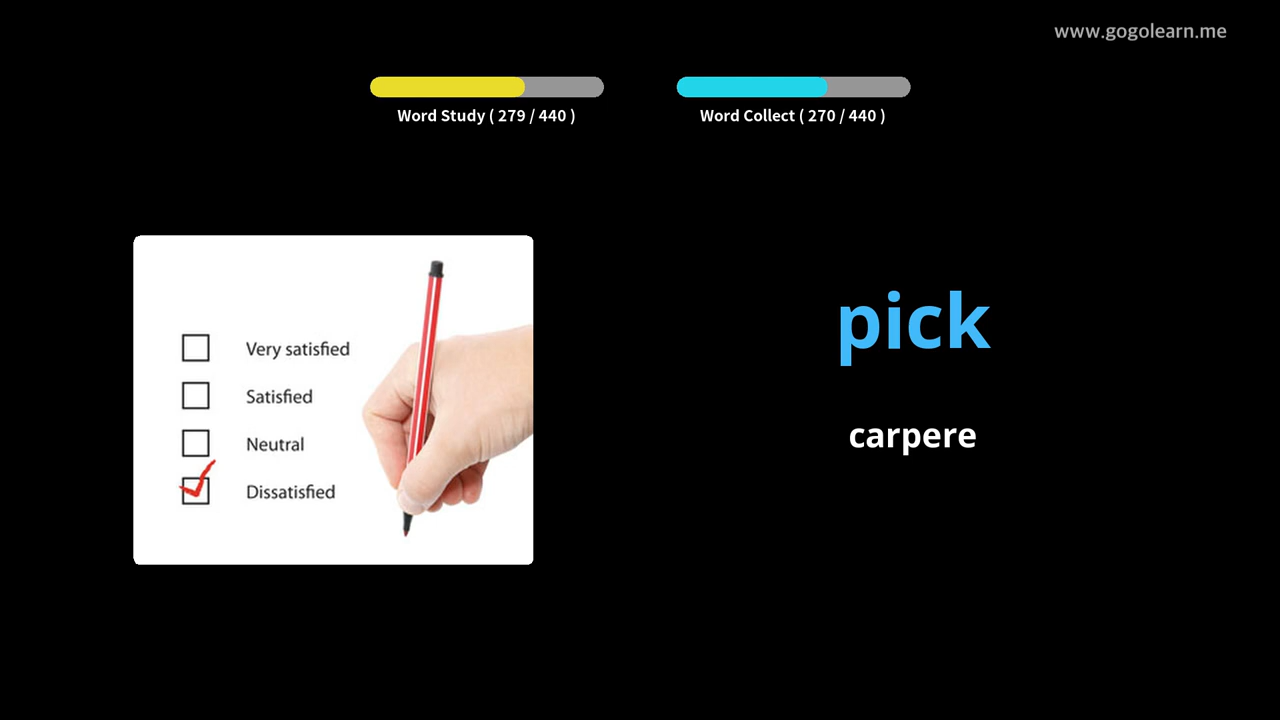 www.gogolearn.me
Word Study ( 279 / 440 )
Word Collect ( 270 / 440 )
Very satisfied
Satisfied
Neutral
Dissatisfied
pick
carpere